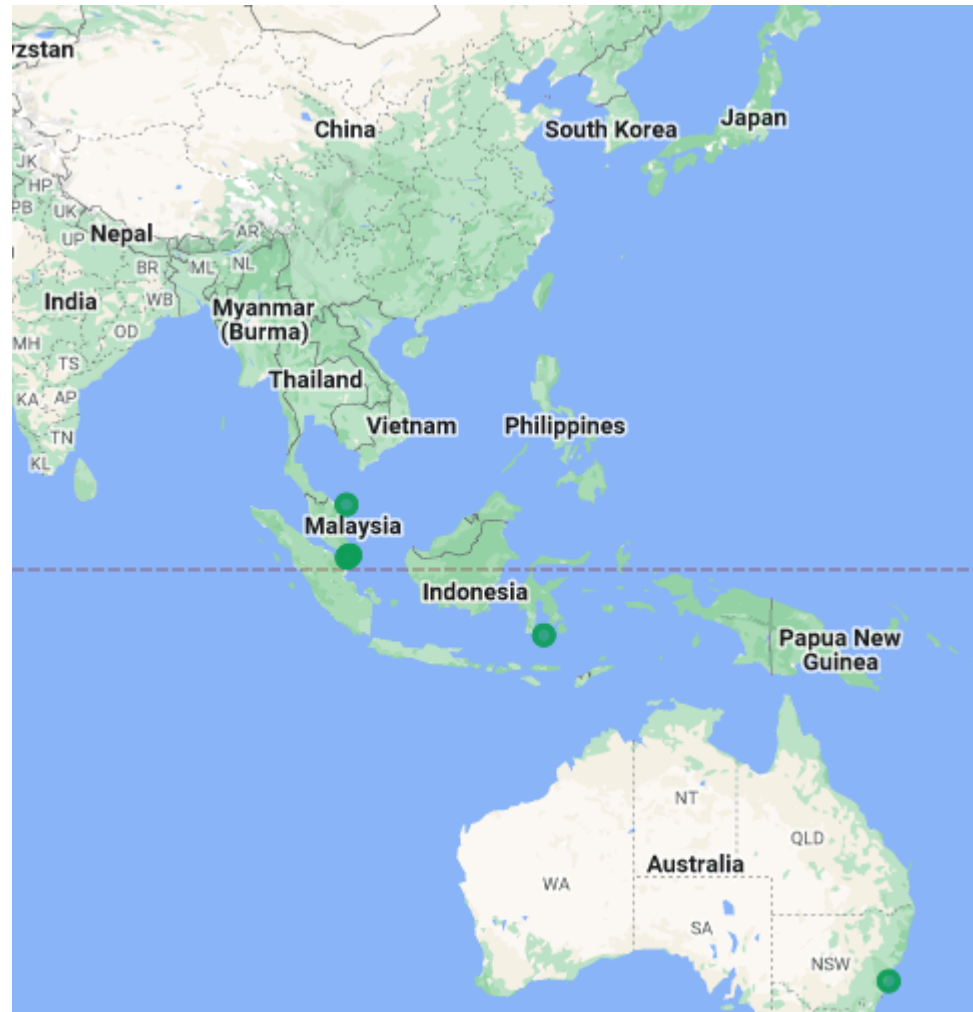 yzstan
China
South Korea
Japan
JK
HP
PB
UK
UP
Nepal
AR
BR
ML
NL
India
WB
Myanmar
(Burma)
OD
MH
TS
Thailand
KA
AP
Vietnam
Philippines
TN
KL
Malaysia
Indonesia
Papua New
Guinea
NT
QLD
Australia
WA
SA
NSW